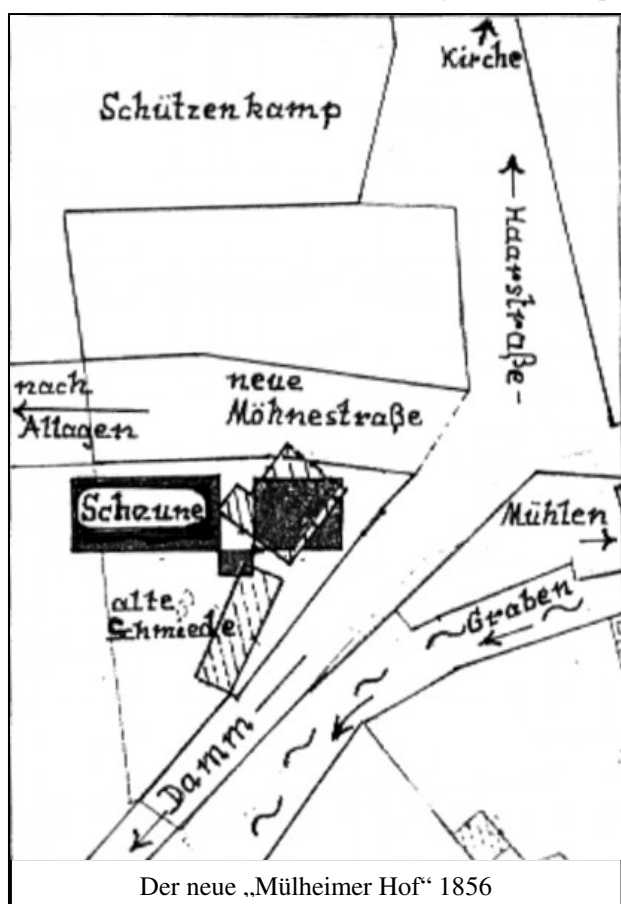 Kirche
Schützenkamp
Haarstraße-
nach
Allagen
neue
Möhnestraße
Scheune
Mühlen
alte
Schmiede
Graben
Damm
Der neue „Mülheimer Hof“ 1856